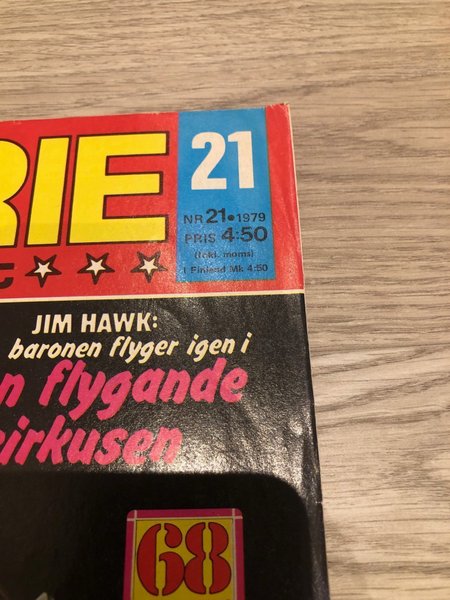 RIE
21
NR 21•1979
PRIS 4:50
(Inkl. moms)
I Finland Mk 4:50
JIM HAWK:
baronen flyger igen i
n flygande
cirkusen
68